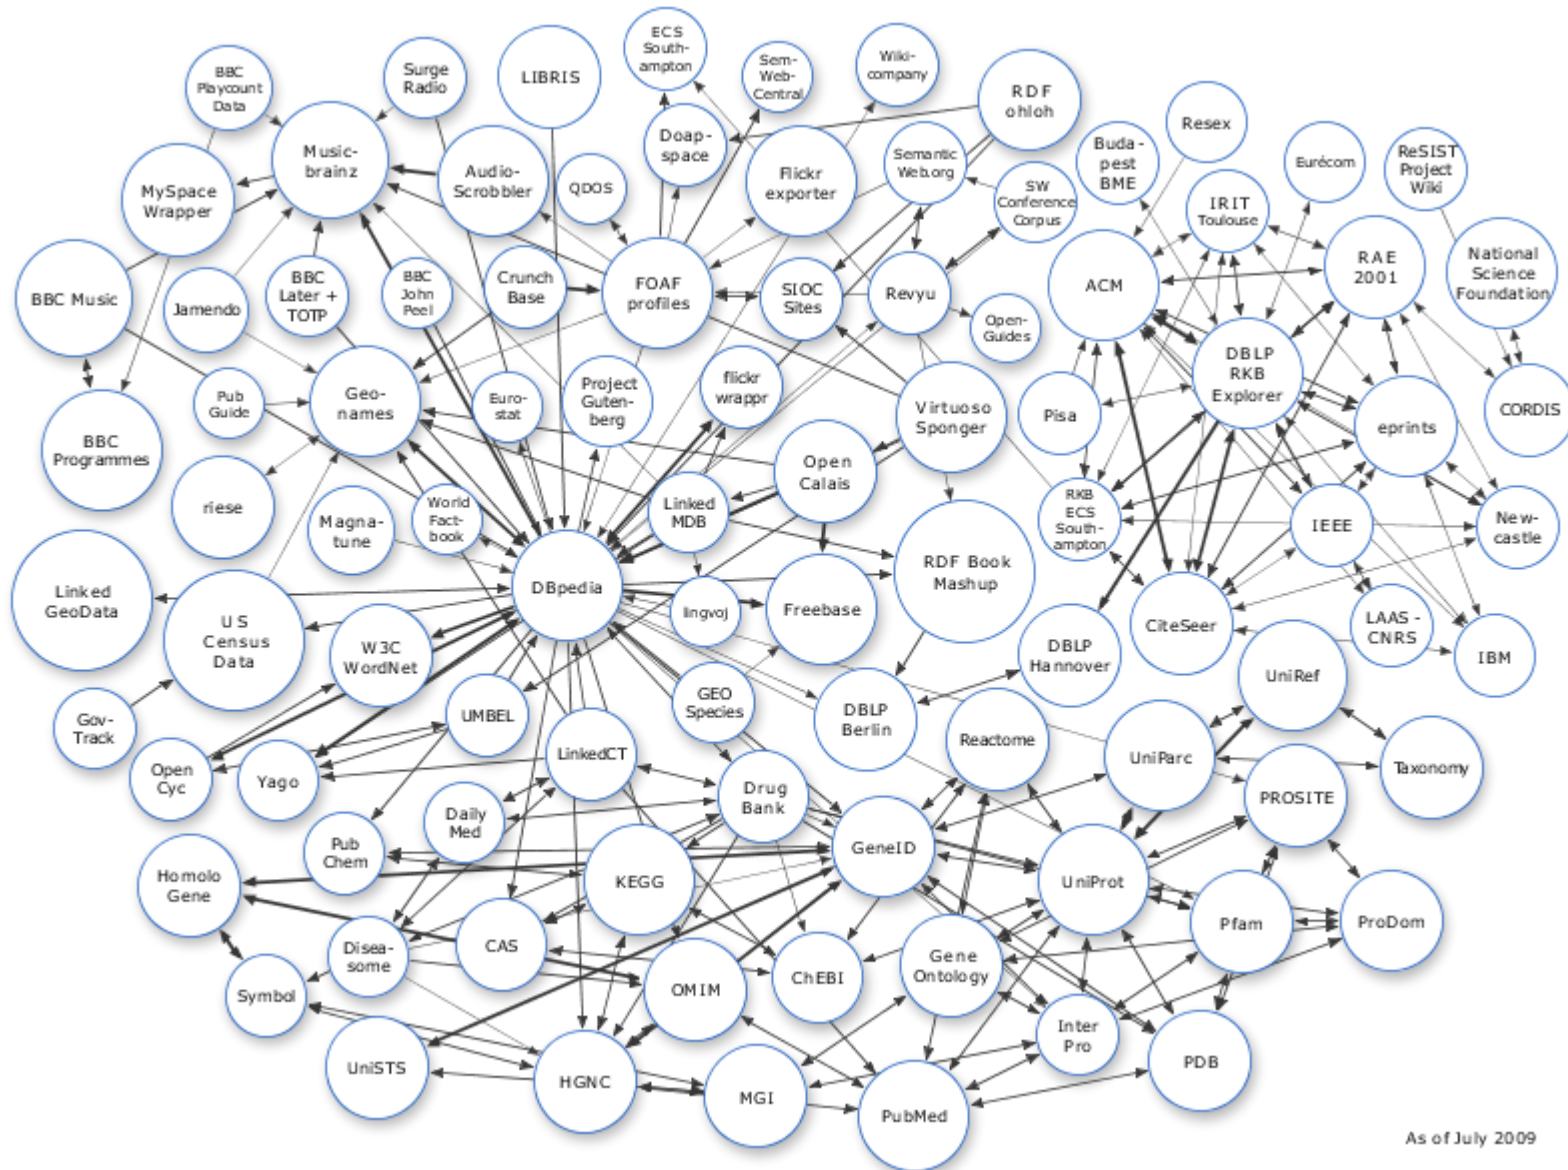 ECS
South-
ampton
Wiki-
company
BBC
Playcount
Data
Surge
Radio
LIBRIS
Sem-
Web-
Central
RDF
ohloh
Doap-
space
Resex
Buda-
pest
BME
Eurécom
ReSIST
Project
Wiki
Music-
brainz
MySpace
Wrapper
Audio-
Scrobbler
QDOS
Flickr
exporter
Semantic
Web.org
SW
Conference
Corpus
IRIT
Toulouse
BBC Music
Jamendo
BBC
Later +
TOTP
BBC
John
Peel
Crunch
Base
FOAF
profiles
SIOC
Sites
Revyu
Open-
Guides
ACM
RAE
2001
National
Science
Foundation
BBC
Programmes
Pub
Guide
Geo-
names
Euro-
stat
Project
Guten-
berg
flickr
wrappr
Virtuoso
Sponger
Pisa
DBLP
RKB
Explorer
eprints
CORDIS
riese
Magna-
tune
World
Fact-
book
Linked
MDB
Open
Calais
RKB
ECS
South-
ampton
IEEE
New-
castle
Linked
GeoData
US
Census
Data
W3C
WordNet
DBpedia
lingvoj
Freebase
RDF Book
Mashup
DBLP
Hannover
CiteSeer
LAAS-
CNRS
IBM
Gov-
Track
Open
Cyc
Yago
UMBEL
LinkedCT
GEO
Species
DBLP
Berlin
Reactome
UniParc
UniRef
Taxonomy
PROSITE
Pub
Chem
Daily
Med
Drug
Bank
GeneID
UniProt
Pfam
ProDom
Homolo
Gene
KEGG
Disea-
some
CAS
Symbol
OMIM
ChEBI
Gene
Ontology
Inter
Pro
PDB
UniSTS
HGNC
MGI
PubMed
As of July 2009